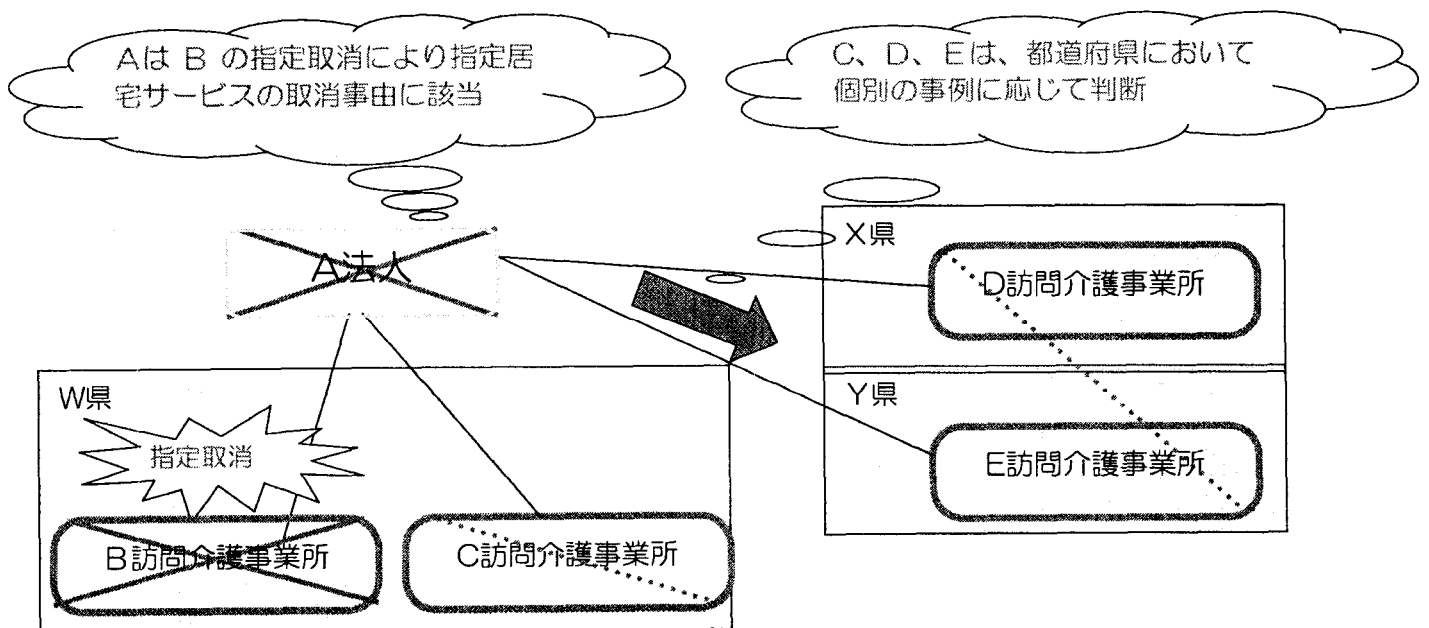 AはBの指定取消により指定居
宅サービスの取消事由に該当
C、D、Eは、都道府県において
個別の事例に応じて判断
A法人
X県
D訪問介護事業所
Y県
E訪問介護事業所
W県
指定取消
B訪問介護事業所
C訪問介護事業所